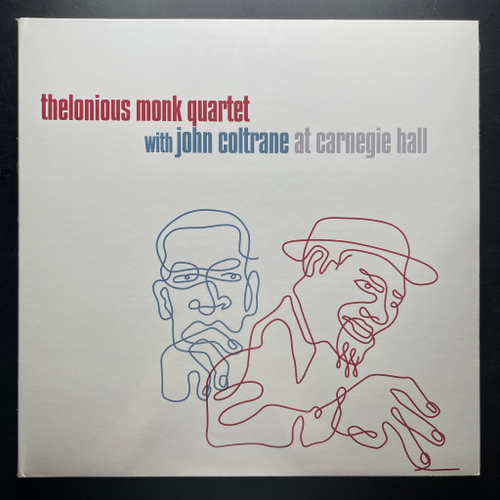 thelonious monk quartet
with john coltrane at carnegie hall